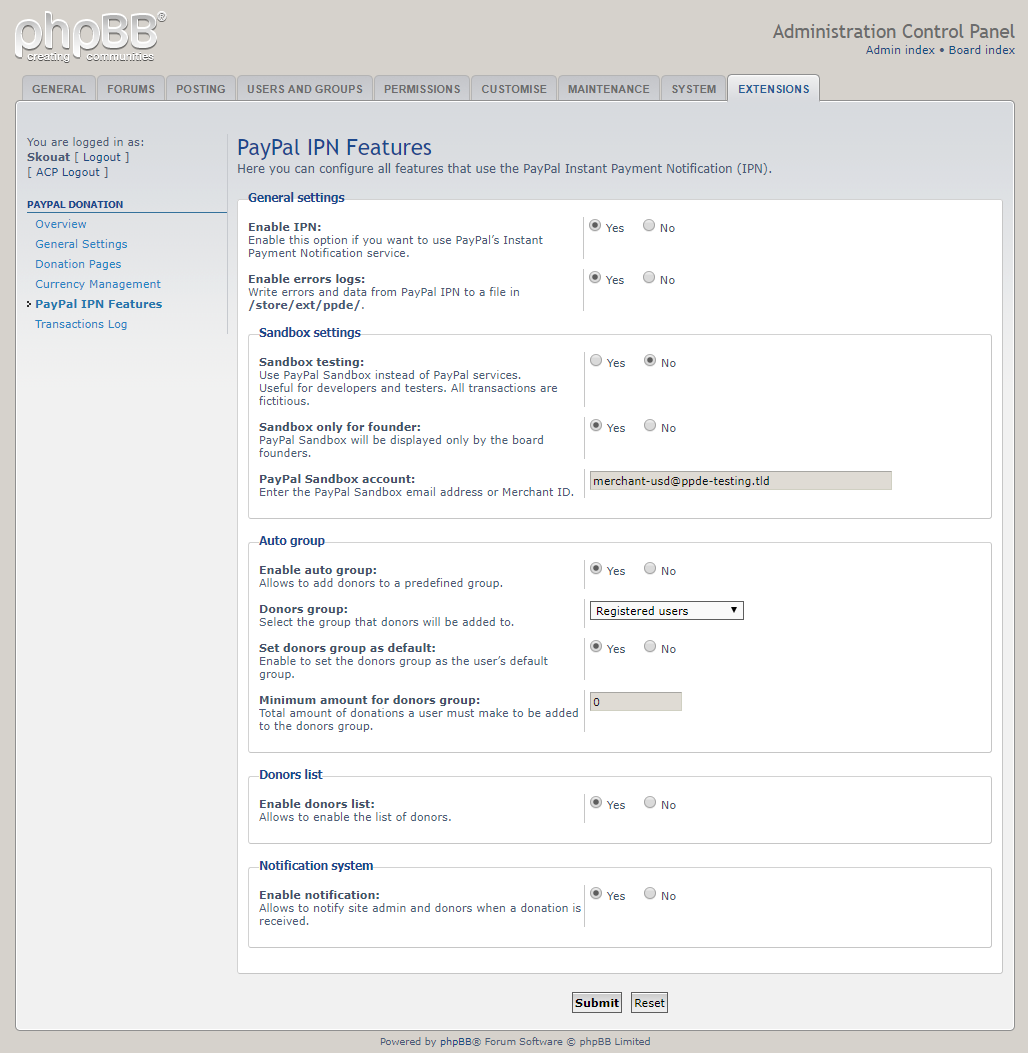 phpBB®
creating communities
Administration Control Panel
Admin index • Board index
GENERAL FORUMS POSTING USERS AND GROUPS PERMISSIONS CUSTOMISE MAINTENANCE SYSTEM EXTENSIONS
You are logged in as:
Skouat [ Logout ]
[ ACP Logout ]
PAYPAL DONATION
Overview
General Settings
Donation Pages
Currency Management
PayPal IPN Features
Transactions Log
PayPal IPN Features
Here you can configure all features that use the PayPal Instant Payment Notification (IPN).
General settings
Enable IPN:
Enable this option if you want to use PayPal’s Instant
Payment Notification service.
Yes No
Enable errors logs:
Write errors and data from PayPal IPN to a file in
/store/ext/ppde/.
Yes No
Sandbox settings
Sandbox testing:
Use PayPal Sandbox instead of PayPal services.
Useful for developers and testers. All transactions are
fictitious.
Yes No
Sandbox only for founder:
PayPal Sandbox will be displayed only by the board
founders.
Yes No
PayPal Sandbox account:
Enter the PayPal Sandbox email address or Merchant ID.
merchant-usd@ppde-testing.tld
Auto group
Enable auto group:
Allows to add donors to a predefined group.
Yes No
Donors group:
Select the group that donors will be added to.
Registered users
Set donors group as default:
Enable to set the donors group as the user’s default
group.
Yes No
Minimum amount for donors group:
Total amount of donations a user must make to be added
to the donors group.
0
Donors list
Enable donors list:
Allows to enable the list of donors.
Yes No
Notification system
Enable notification:
Allows to notify site admin and donors when a donation is
received.
Yes No
Submit Reset
Powered by phpBB® Forum Software © phpBB Limited